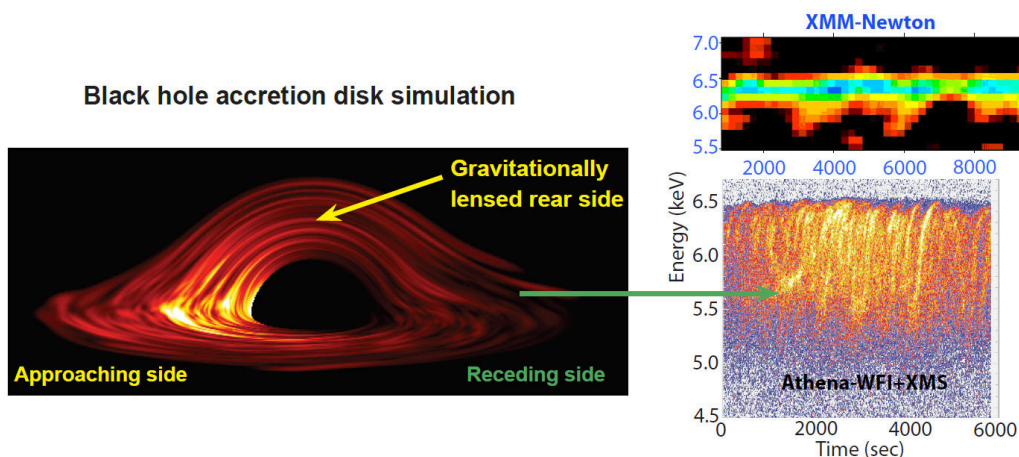 Black hole accretion disk simulation
Gravitationally
lensed rear side
Approaching side
Receding side
XMM-Newton
7.0
6.5
6.0
5.5
2000 4000 6000 8000
Energy (keV)
6.5
6.0
5.5
5.0
4.5
Athena-WFI+XMS
0 2000 4000 6000
Time (sec)